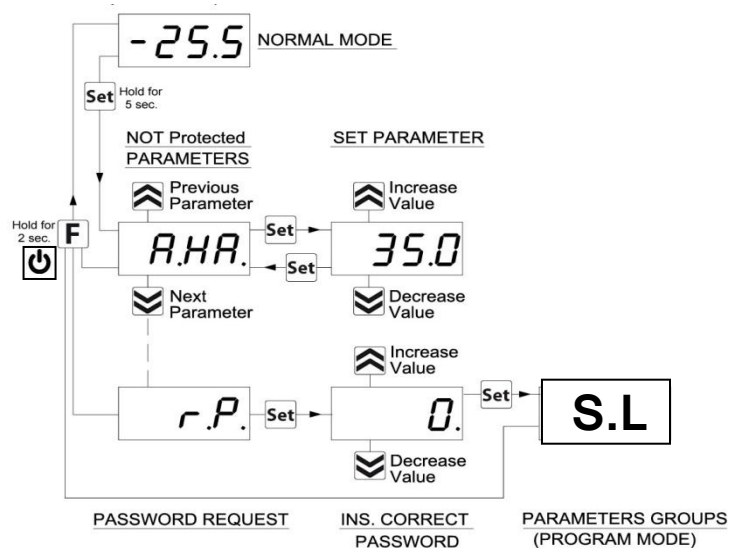 -25.5
NORMAL MODE
Set
Hold for
5 sec.
NOT Protected
PARAMETERS
SET PARAMETER
Previous
Parameter
Increase
Value
Hold for
2 sec.
F
A.HA.
Set
Set
35.0
Next
Parameter
Decrease
Value
Increase
Value
r.P.
Set
0.
Set
S.L
Decrease
Value
PASSWORD REQUEST
INS. CORRECT
PASSWORD
PARAMETERS GROUPS
(PROGRAM MODE)